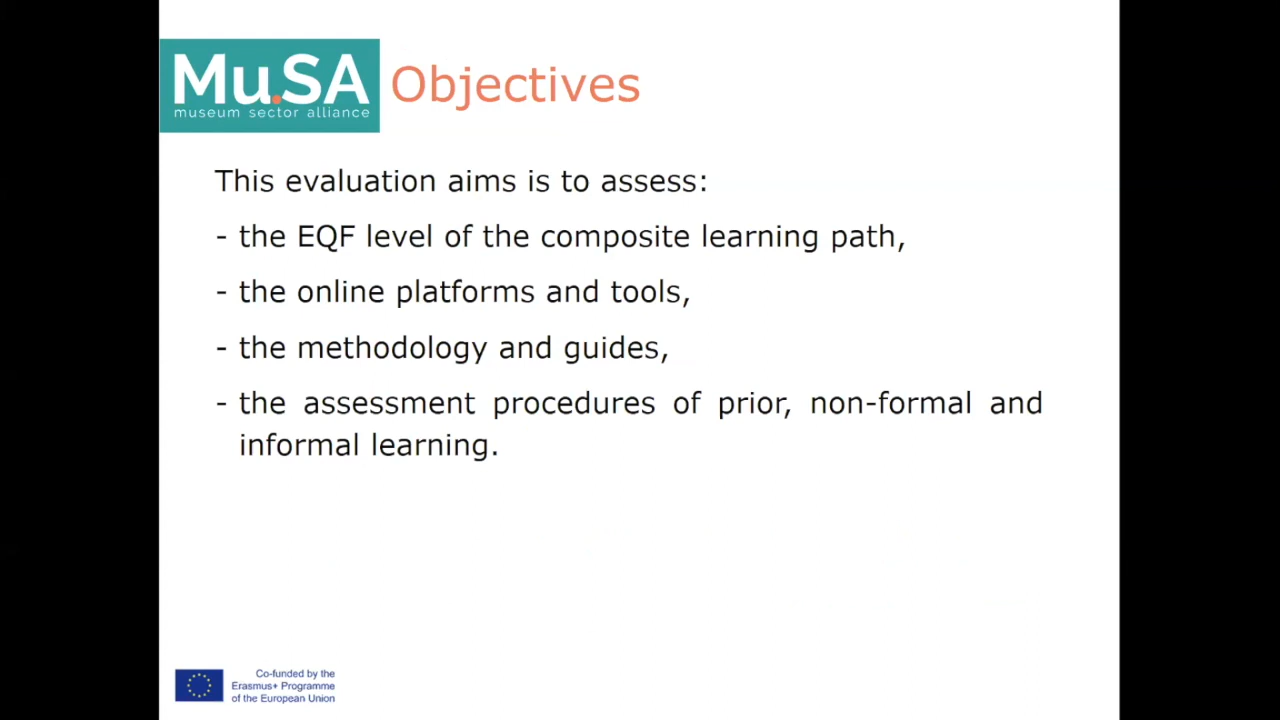 Mu.SA
museum sector alliance
Objectives
This evaluation aims is to assess:
- the EQF level of the composite learning path,
- the online platforms and tools,
- the methodology and guides,
- the assessment procedures of prior, non-formal and
informal learning.
Co-funded by the
Erasmus+ Programme
of the European Union